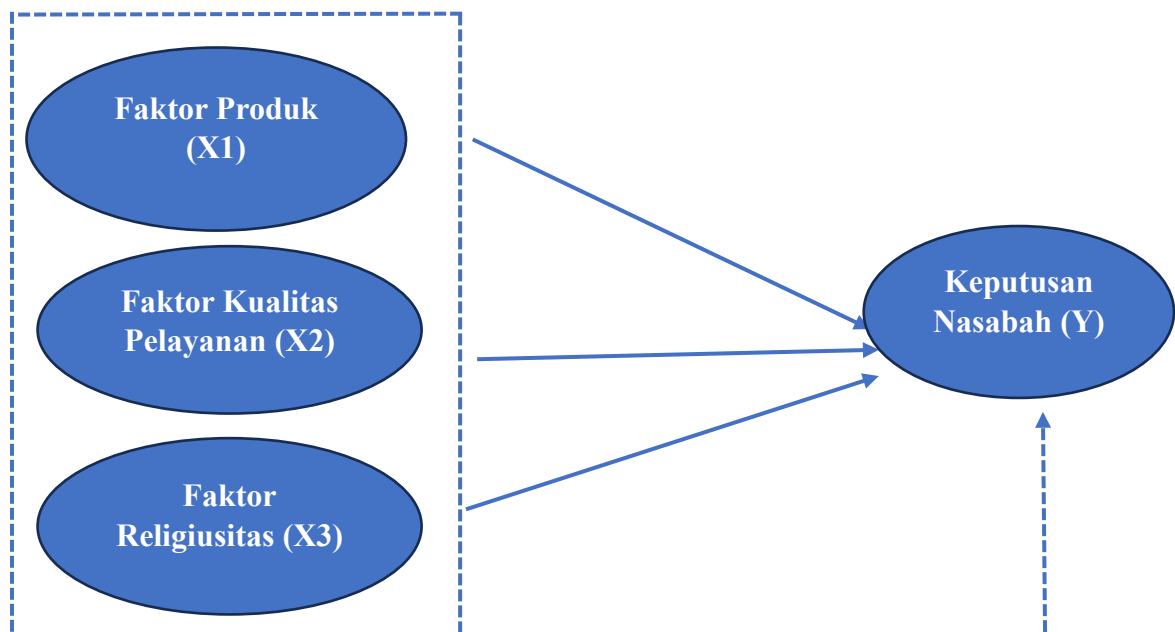 Faktor Produk
(X1)
Faktor Kualitas
Pelayanan (X2)
Faktor
Religiusitas (X3)
Keputusan
Nasabah (Y)